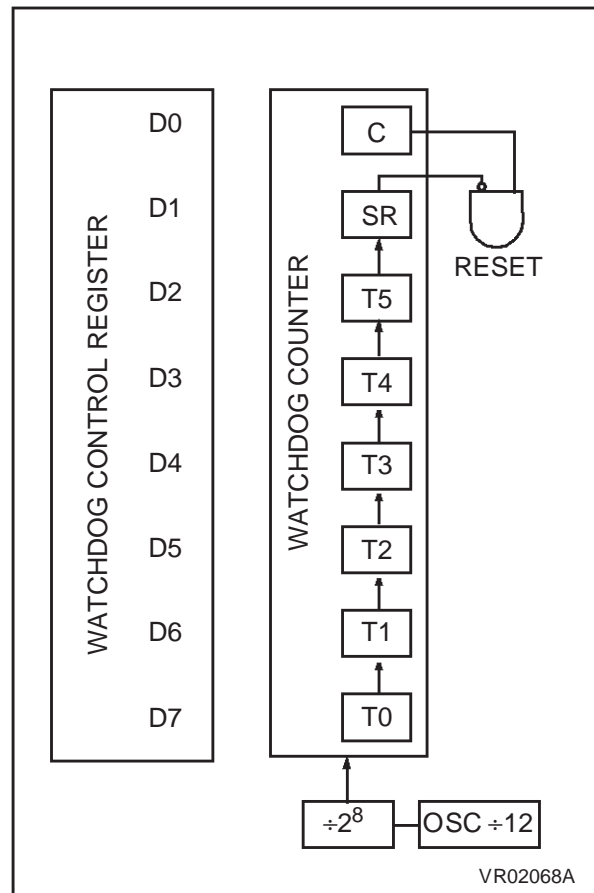 WATCHDOG CONTROL REGISTER
D0
D1
D2
D3
D4
D5
D6
D7
WATCHDOG COUNTER
C
SR
T5
T4
T3
T2
T1
T0
RESET
÷2⁸
OSC ÷12
VR02068A